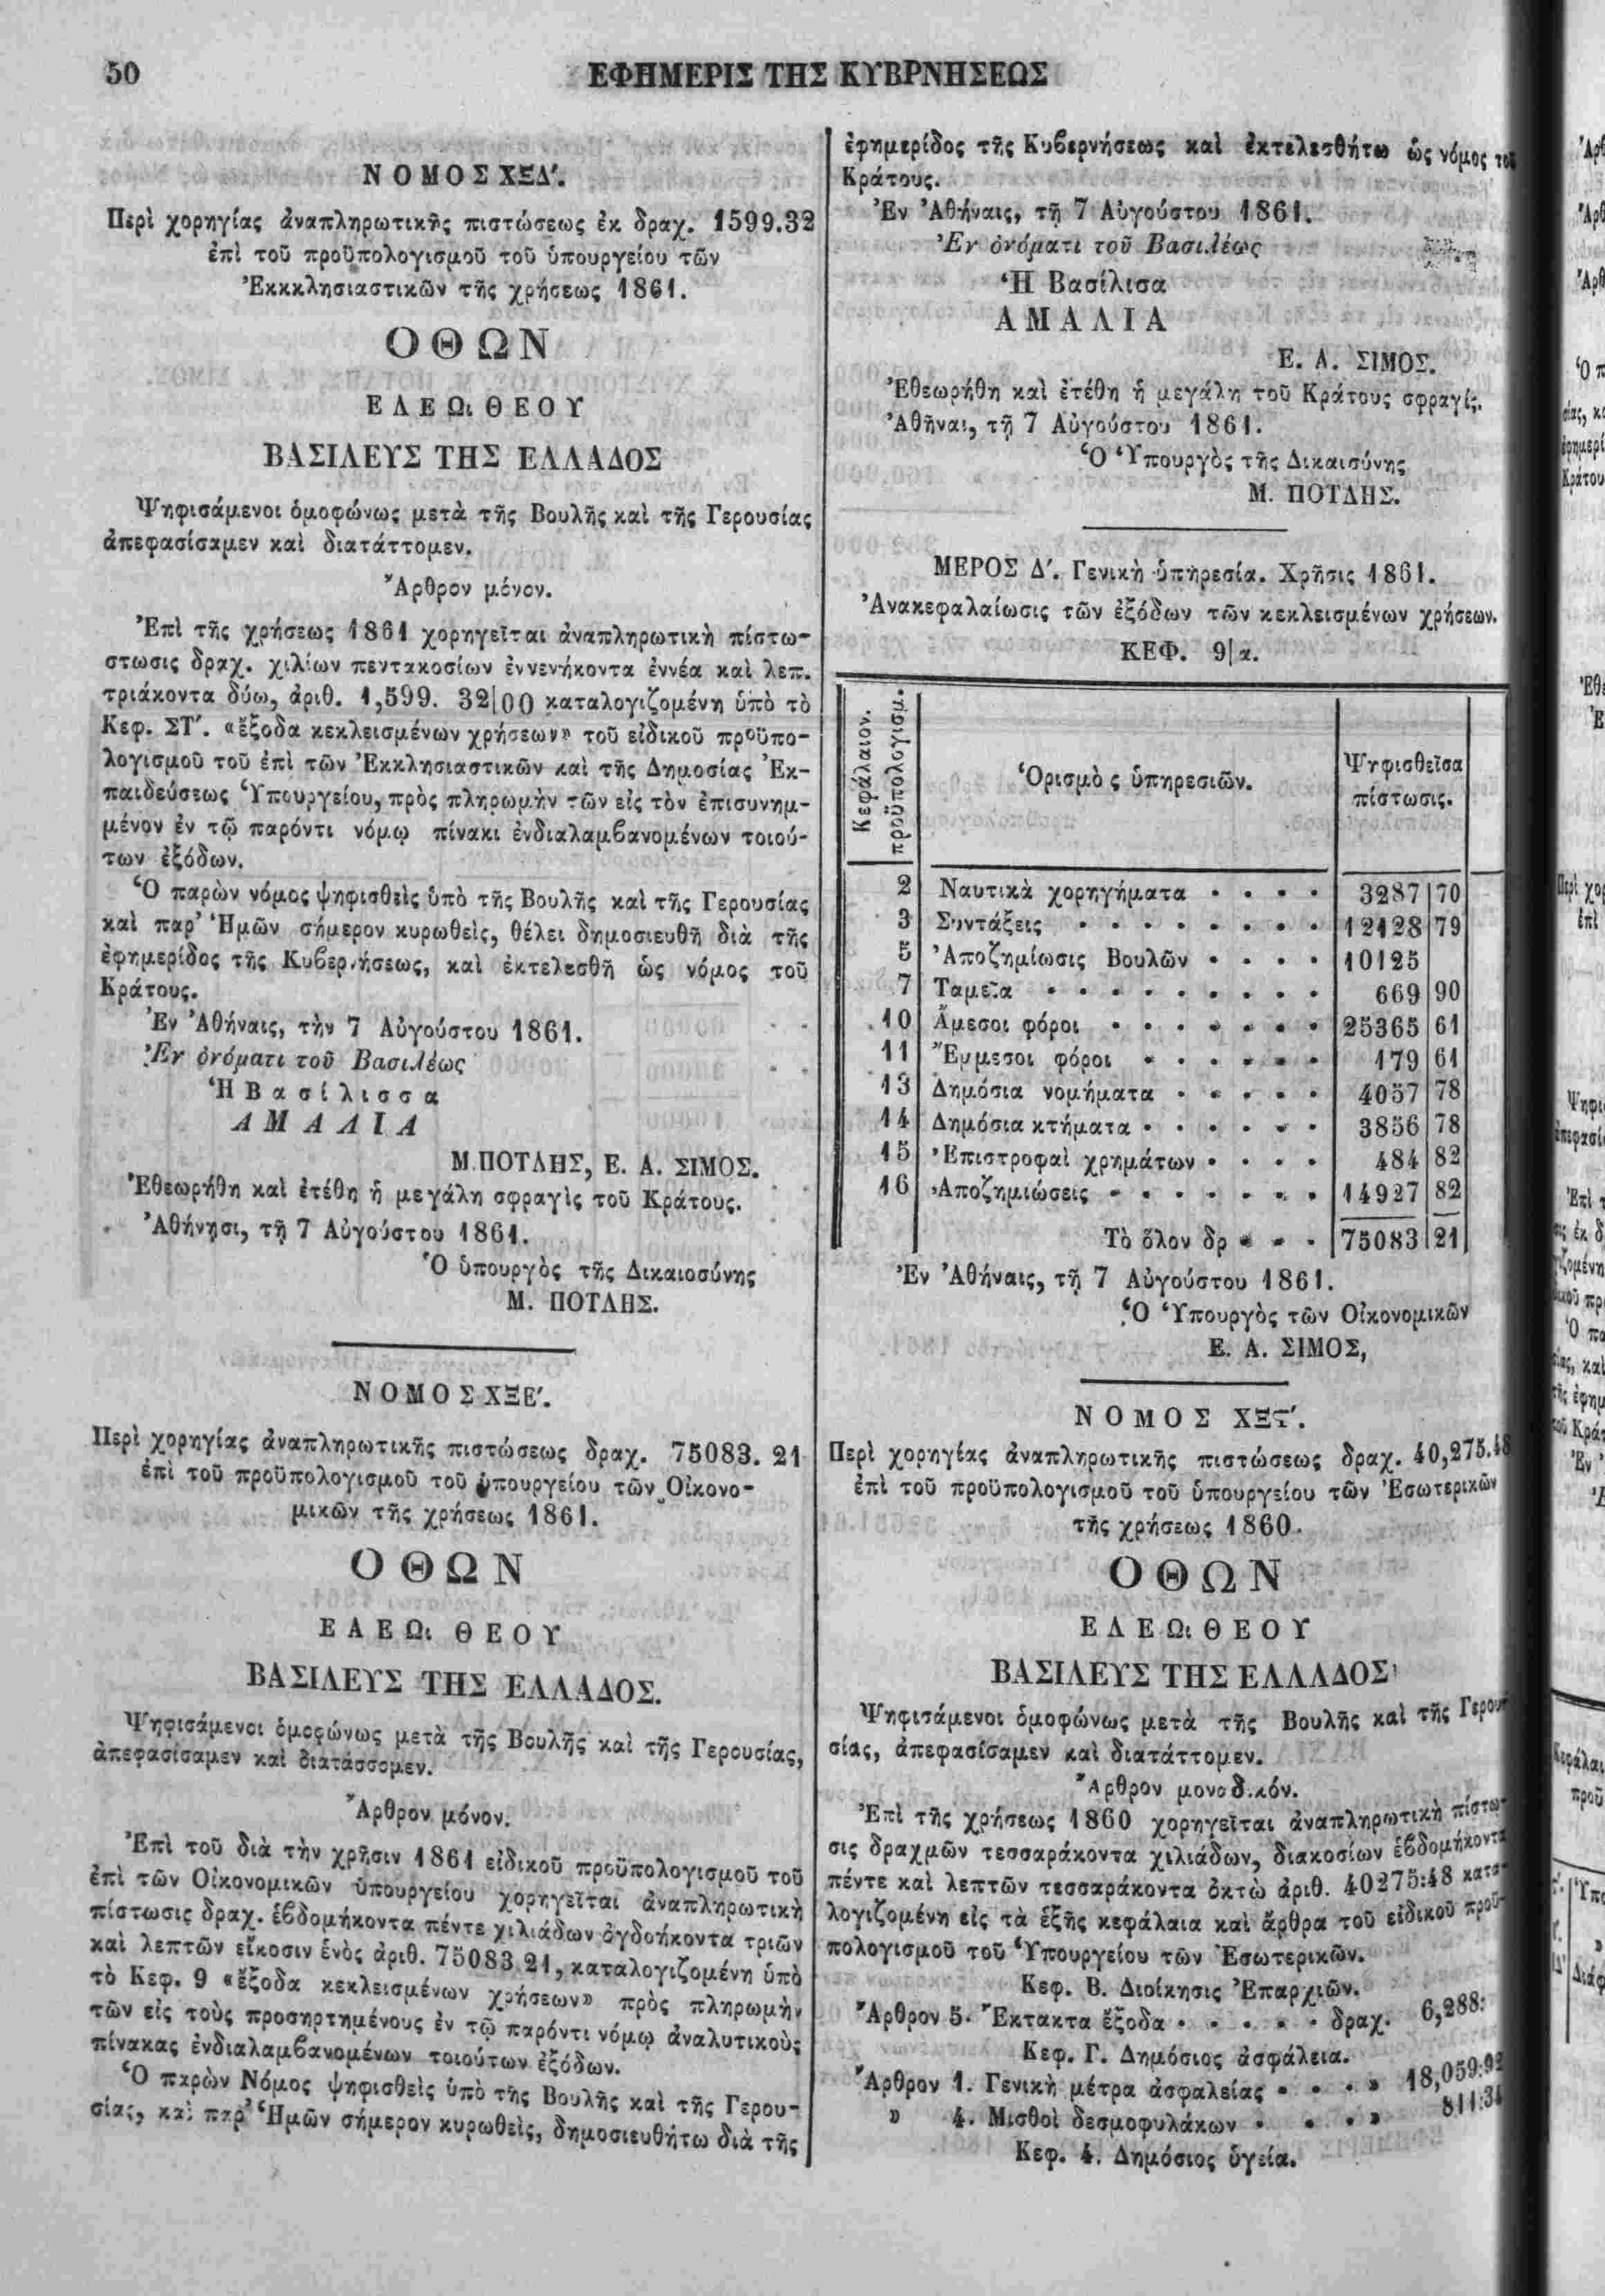 50
ΕΦΗΜΕΡΙΣ ΤΗΣ ΚΥΒΡΝΗΣΕΩΣ
ΝΟΜΟΣ ΧΞΔʹ.
Περὶ χορηγίας ἀναπληρωτικῆς πιστώσεως ἐκ δραχ. 1599.32
ἐπὶ τοῦ προϋπολογισμοῦ τοῦ ὑπουργείου τῶν
Ἐκκκλησιαστικῶν τῆς χρήσεως 1861.
ΟΘΩΝ
ΕΛΕΩι ΘΕΟΥ
ΒΑΣΙΛΕΥΣ ΤΗΣ ΕΛΛΑΔΟΣ
Ψηφισάμενοι ὁμοφώνως μετὰ τῆς Βουλῆς καὶ τῆς Γερουσίας
ἀπεφασίσαμεν καὶ διατάττομεν.
Ἄρθρον μόνον.
Ἐπὶ τῆς χρήσεως 1861 χορηγεῖται ἀναπληρωτικὴ πίστω-
στωσις δραχ. χιλίων πεντακοσίων ἐννενήκοντα ἐννέα καὶ λεπ.
τριάκοντα δύω, ἀριθ. 1,599. 32|00 καταλογιζομένη ὑπὸ τὸ
Κεφ. ΣΤʹ. «ἔξοδα κεκλεισμένων χρήσεων» τοῦ εἰδικοῦ προϋπο-
λογισμοῦ τοῦ ἐπὶ τῶν Ἐκκλησιαστικῶν καὶ τῆς Δημοσίας Ἐκ-
παιδεύσεως Ὑπουργείου, πρὸς πληρωμὴν τῶν εἰς τὸν ἐπισυνημ-
μένον ἐν τῷ παρόντι νόμῳ πίνακι ἐνδιαλαμβανομένων τοιού-
των ἐξόδων.
Ὁ παρὼν νόμος ψηφισθεὶς ὑπὸ τῆς Βουλῆς καὶ τῆς Γερουσίας
καὶ παρ' Ἡμῶν σήμερον κυρωθεὶς, θέλει δημοσιευθῆ διὰ τῆς
ἐφημερίδος τῆς Κυβερνήσεως, καὶ ἐκτελεσθῆ ὡς νόμος τοῦ
Κράτους.
Ἐν Ἀθήναις, τὴν 7 Αὐγούστου 1861.
Ἐν ὀνόματι τοῦ Βασιλέως
Ἡ Βασίλισσα
ΑΜΑΛΙΑ
Μ. ΠΟΤΛΗΣ, Ε. Α. ΣΙΜΟΣ.
Ἐθεωρήθη καὶ ἐτέθη ἡ μεγάλη σφραγὶς τοῦ Κράτους.
Ἀθήνῃσι, τῇ 7 Αὐγούστου 1861.
Ὁ ὑπουργὸς τῆς Δικαιοσύνης
Μ. ΠΟΤΛΗΣ.
ΝΟΜΟΣ ΧΞΕʹ.
Περὶ χορηγίας ἀναπληρωτικῆς πιστώσεως δραχ. 75083. 21
ἐπὶ τοῦ προϋπολογισμοῦ τοῦ ὑπουργείου τῶν Οἰκονο-
μικῶν τῆς χρήσεως 1861.
ΟΘΩΝ
ΕΛΕΩι ΘΕΟΥ
ΒΑΣΙΛΕΥΣ ΤΗΣ ΕΛΛΑΔΟΣ.
Ψηφισάμενοι ὁμοφώνως μετὰ τῆς Βουλῆς καὶ τῆς Γερουσίας,
ἀπεφασίσαμεν καὶ διατάσσομεν.
Ἄρθρον μόνον.
Ἐπὶ τοῦ διὰ τὴν χρῆσιν 1861 εἰδικοῦ προϋπολογισμοῦ τοῦ
ἐπὶ τῶν Οἰκονομικῶν ὑπουργείου χορηγεῖται ἀναπληρωτικὴ
πίστωσις δραχ. ἑβδομήκοντα πέντε χιλιάδων ὀγδοήκοντα τριῶν
καὶ λεπτῶν εἴκοσιν ἑνὸς ἀριθ. 75083.21, καταλογιζομένη ὑπὸ
τὸ Κεφ. 9 «ἔξοδα κεκλεισμένων χρήσεων» πρὸς πληρωμὴν
τῶν εἰς τοὺς προσηρτημένους ἐν τῷ παρόντι νόμῳ ἀναλυτικοὺς
πίνακας ἐνδιαλαμβανομένων τοιούτων ἐξόδων.
Ὁ παρὼν Νόμος ψηφισθεὶς ὑπὸ τῆς Βουλῆς καὶ τῆς Γερου-
σίας, καὶ παρ' Ἡμῶν σήμερον κυρωθεὶς, δημοσιευθήτω διὰ τῆς
ἐφημερίδος τῆς Κυβερνήσεως καὶ ἐκτελεσθήτω ὡς νόμος τοῦ
Κράτους.
Ἐν Ἀθήναις, τῇ 7 Αὐγούστου 1861.
Ἐν ὀνόματι τοῦ Βασιλέως
Ἡ Βασίλισα
ΑΜΑΛΙΑ
Ε. Α. ΣΙΜΟΣ.
Ἐθεωρήθη καὶ ἐτέθη ἡ μεγάλη τοῦ Κράτους σφραγίς.
Ἀθῆναι, τῇ 7 Αὐγούστου 1861.
Ὁ Ὑπουργὸς τῆς Δικαισύνης
Μ. ΠΟΤΛΗΣ.
ΜΕΡΟΣ Δʹ. Γενικὴ ὑπηρεσία. Χρῆσις 1861.
Ἀνακεφαλαίωσις τῶν ἐξόδων τῶν κεκλεισμένων χρήσεων.
ΚΕΦ. 9|α.
Κεφάλαιον. προϋπολογισμ. Ὁρισμὸς ὑπηρεσιῶν. Ψηφισθεῖσα πίστωσις.
2 Ναυτικὰ χορηγήματα . . . . 3287 70
3 Συντάξεις . . . . . . . . 12128 79
5 Ἀποζημίωσις Βουλῶν . . . . 10125
7 Ταμεῖα . . . . . . . . . 669 90
10 Ἄμεσοι φόροι . . . . . . . 25365 61
11 Ἔμμεσοι φόροι . . . . . . 179 61
13 Δημόσια νομήματα . . . . . 4057 78
14 Δημόσια κτήματα . . . . . . 3856 78
15 Ἐπιστροφαὶ χρημάτων . . . . 484 82
16 Ἀποζημιώσεις . . . . . . . 14927 82
Τὸ ὅλον δρ . . . 75083 21
Ἐν Ἀθήναις, τῇ 7 Αὐγούστου 1861.
Ὁ Ὑπουργὸς τῶν Οἰκονομικῶν
Ε. Α. ΣΙΜΟΣ,
ΝΟΜΟΣ ΧΞϚʹ.
Περὶ χορηγίας ἀναπληρωτικῆς πιστώσεως δραχ. 40,275.48
ἐπὶ τοῦ προϋπολογισμοῦ τοῦ ὑπουργείου τῶν Ἐσωτερικῶν
τῆς χρήσεως 1860.
ΟΘΩΝ
ΕΛΕΩι ΘΕΟΥ
ΒΑΣΙΛΕΥΣ ΤΗΣ ΕΛΛΑΔΟΣ
Ψηφισάμενοι ὁμοφώνως μετὰ τῆς Βουλῆς καὶ τῆς Γερου-
σίας, ἀπεφασίσαμεν καὶ διατάττομεν.
Ἄρθρον μοναδικόν.
Ἐπὶ τῆς χρήσεως 1860 χορηγεῖται ἀναπληρωτικὴ πίστω-
σις δραχμῶν τεσσαράκοντα χιλιάδων, διακοσίων ἑβδομήκοντα
πέντε καὶ λεπτῶν τεσσαράκοντα ὀκτὼ ἀριθ. 40275:48 κατα-
λογιζομένη εἰς τὰ ἑξῆς κεφάλαια καὶ ἄρθρα τοῦ εἰδικοῦ προϋ-
πολογισμοῦ τοῦ Ὑπουργείου τῶν Ἐσωτερικῶν.
Κεφ. Β. Διοίκησις Ἐπαρχιῶν.
Ἄρθρον 5. Ἔκτακτα ἔξοδα . . . . . δραχ. 6,288:
Κεφ. Γ. Δημόσιος ἀσφάλεια.
Ἄρθρον 1. Γενικὴ μέτρα ἀσφαλείας . . . » 18,059:92
» 4. Μισθοὶ δεσμοφυλάκων . . . » 811:34
Κεφ. 4. Δημόσιος ὑγεία.